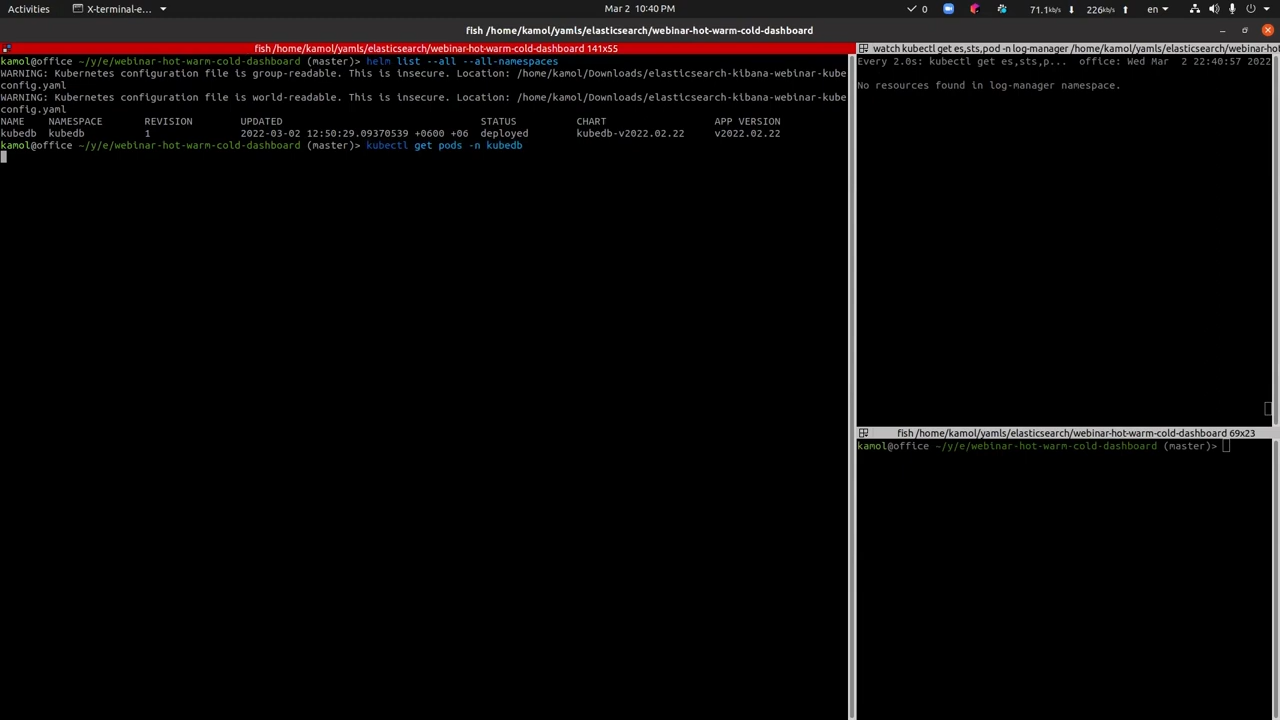 Activities
X-terminal-e...
Mar 2 10:40 PM
0
71.1kb/s
226kb/s
en
fish /home/kamol/yamls/elasticsearch/webinar-hot-warm-cold-dashboard
fish /home/kamol/yamls/elasticsearch/webinar-hot-warm-cold-dashboard 141x55
kamol@office ~/y/e/webinar-hot-warm-cold-dashboard (master)> helm list --all --all-namespaces
WARNING: Kubernetes configuration file is group-readable. This is insecure. Location: /home/kamol/Downloads/elasticsearch-kibana-webinar-kube
config.yaml
WARNING: Kubernetes configuration file is world-readable. This is insecure. Location: /home/kamol/Downloads/elasticsearch-kibana-webinar-kube
config.yaml
NAME NAMESPACE REVISION UPDATED STATUS CHART APP VERSION
kubedb kubedb 1 2022-03-02 12:50:29.09370539 +0600 +06 deployed kubedb-v2022.02.22 v2022.02.22
kamol@office ~/y/e/webinar-hot-warm-cold-dashboard (master)> kubectl get pods -n kubedb
watch kubectl get es,sts,pod -n log-manager /home/kamol/yamls/elasticsearch/webinar-hot
Every 2.0s: kubectl get es,sts,p... office: Wed Mar 2 22:40:57 2022
No resources found in log-manager namespace.
fish /home/kamol/yamls/elasticsearch/webinar-hot-warm-cold-dashboard 69x23
kamol@office ~/y/e/webinar-hot-warm-cold-dashboard (master)>